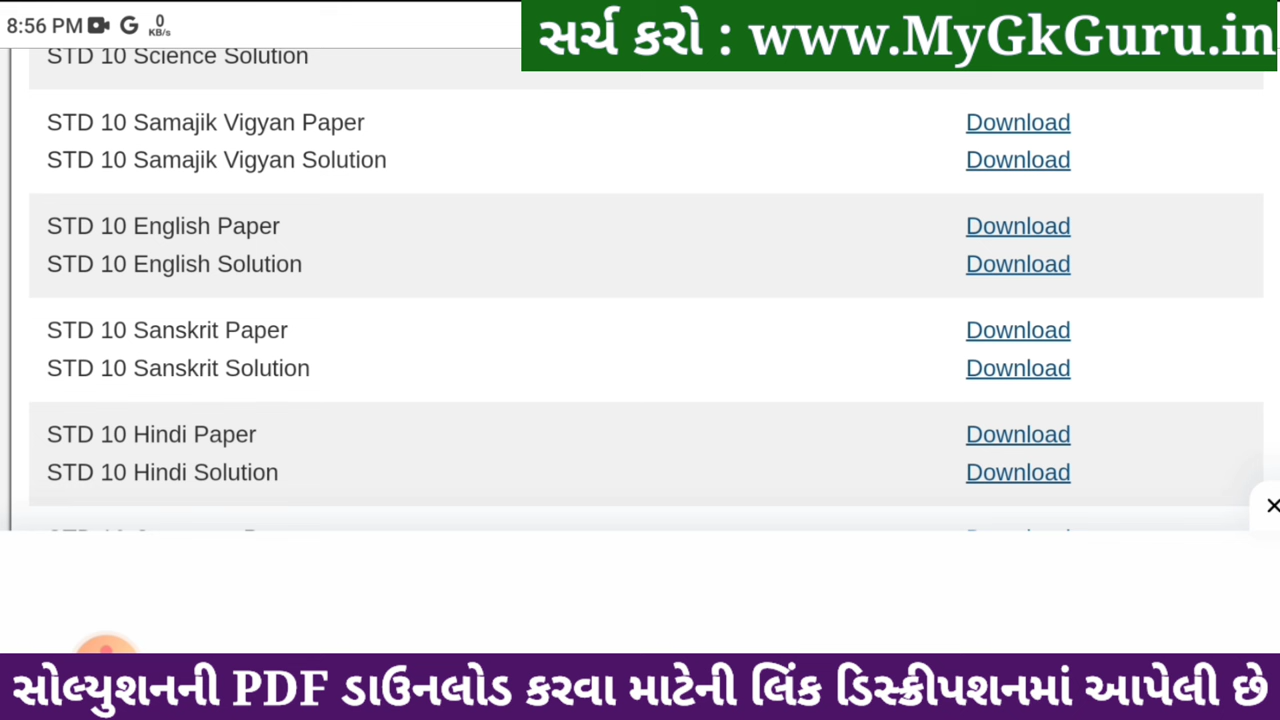 8:56 PM G 0 KB/s
સર્ચ કરો : www.MyGkGuru.in
STD 10 Science Solution
STD 10 Samajik Vigyan Paper Download
STD 10 Samajik Vigyan Solution Download
STD 10 English Paper Download
STD 10 English Solution Download
STD 10 Sanskrit Paper Download
STD 10 Sanskrit Solution Download
STD 10 Hindi Paper Download
STD 10 Hindi Solution Download
સોલ્યુશનની PDF ડાઉનલોડ કરવા માટેની લિંક ડિસ્ક્રીપશનમાં આપેલી છે